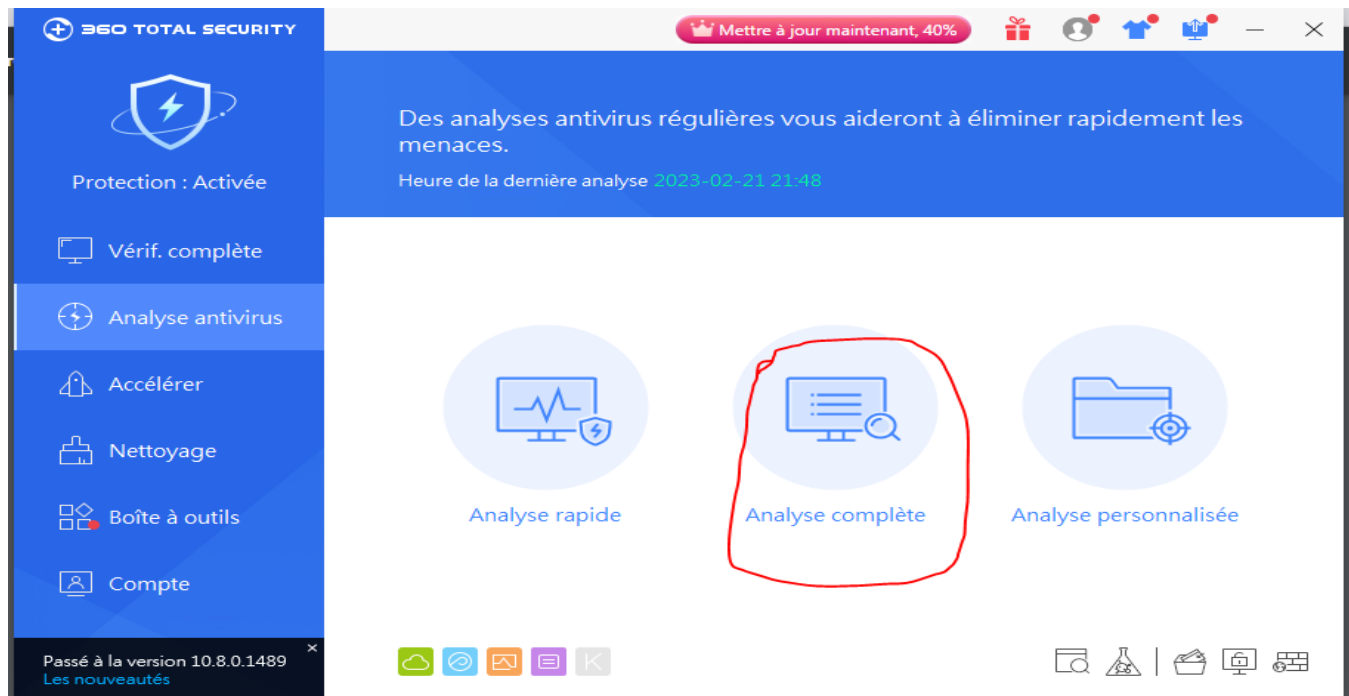 360 TOTAL SECURITY
Mettre à jour maintenant, 40%
Protection : Activée
Des analyses antivirus régulières vous aideront à éliminer rapidement les
menaces.
Heure de la dernière analyse 2023-02-21 21:48
Vérif. complète
Analyse antivirus
Accélérer
Nettoyage
Boîte à outils
Compte
Analyse rapide
Analyse complète
Analyse personnalisée
Passé à la version 10.8.0.1489
Les nouveautés
K